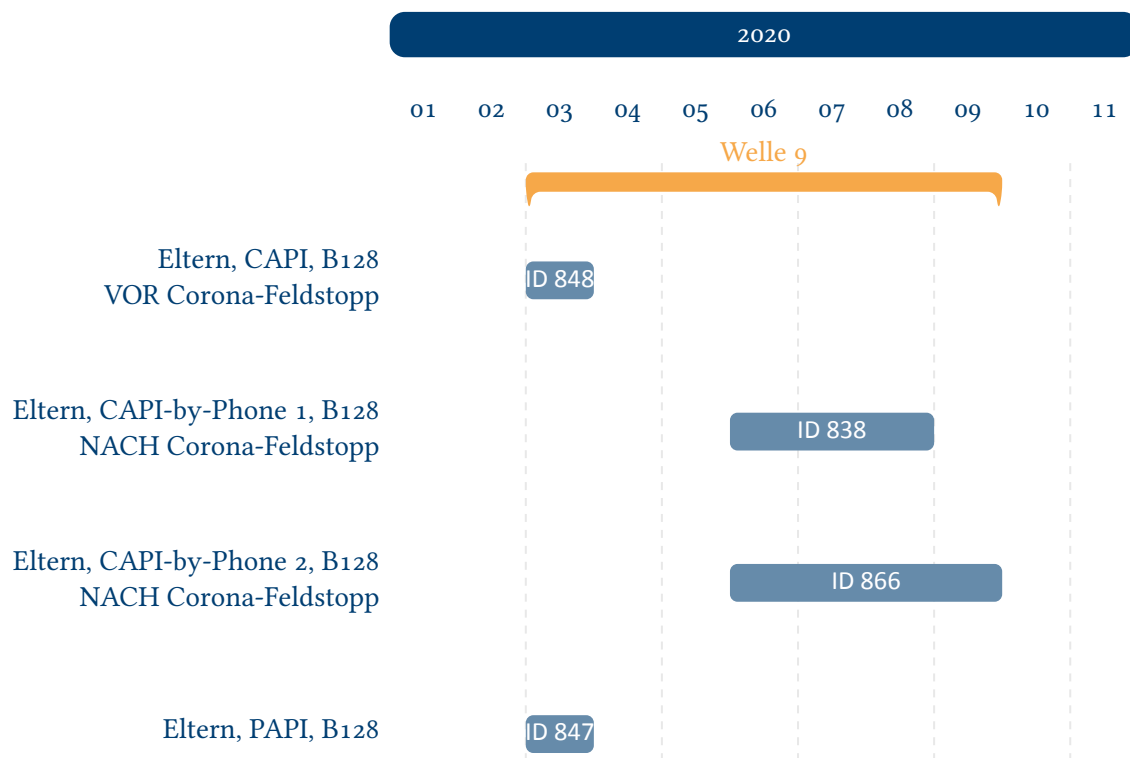 2020
01 02 03 04 05 06 07 08 09 10 11
Welle 9
Eltern, CAPI, B128
VOR Corona-Feldstopp
ID 848
Eltern, CAPI-by-Phone 1, B128
NACH Corona-Feldstopp
ID 838
Eltern, CAPI-by-Phone 2, B128
NACH Corona-Feldstopp
ID 866
Eltern, PAPI, B128
ID 847